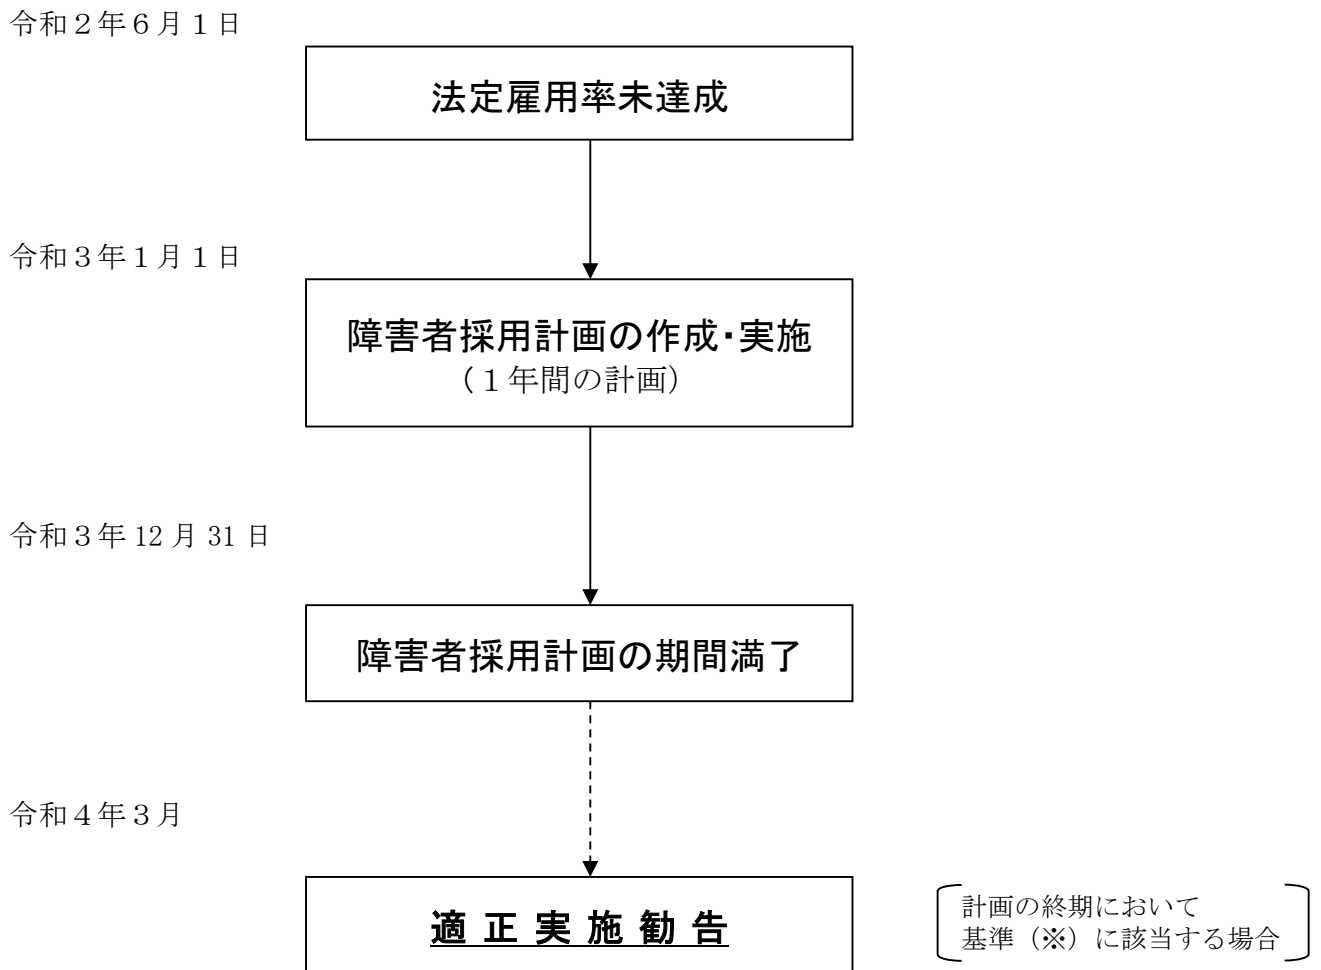 令和２年６月１日
法定雇用率未達成
令和３年１月１日
障害者採用計画の作成・実施
（１年間の計画）
令和３年 12 月 31 日
障害者採用計画の期間満了
令和４年３月
適 正 実 施 勧 告
計画の終期において
基準（※）に該当する場合